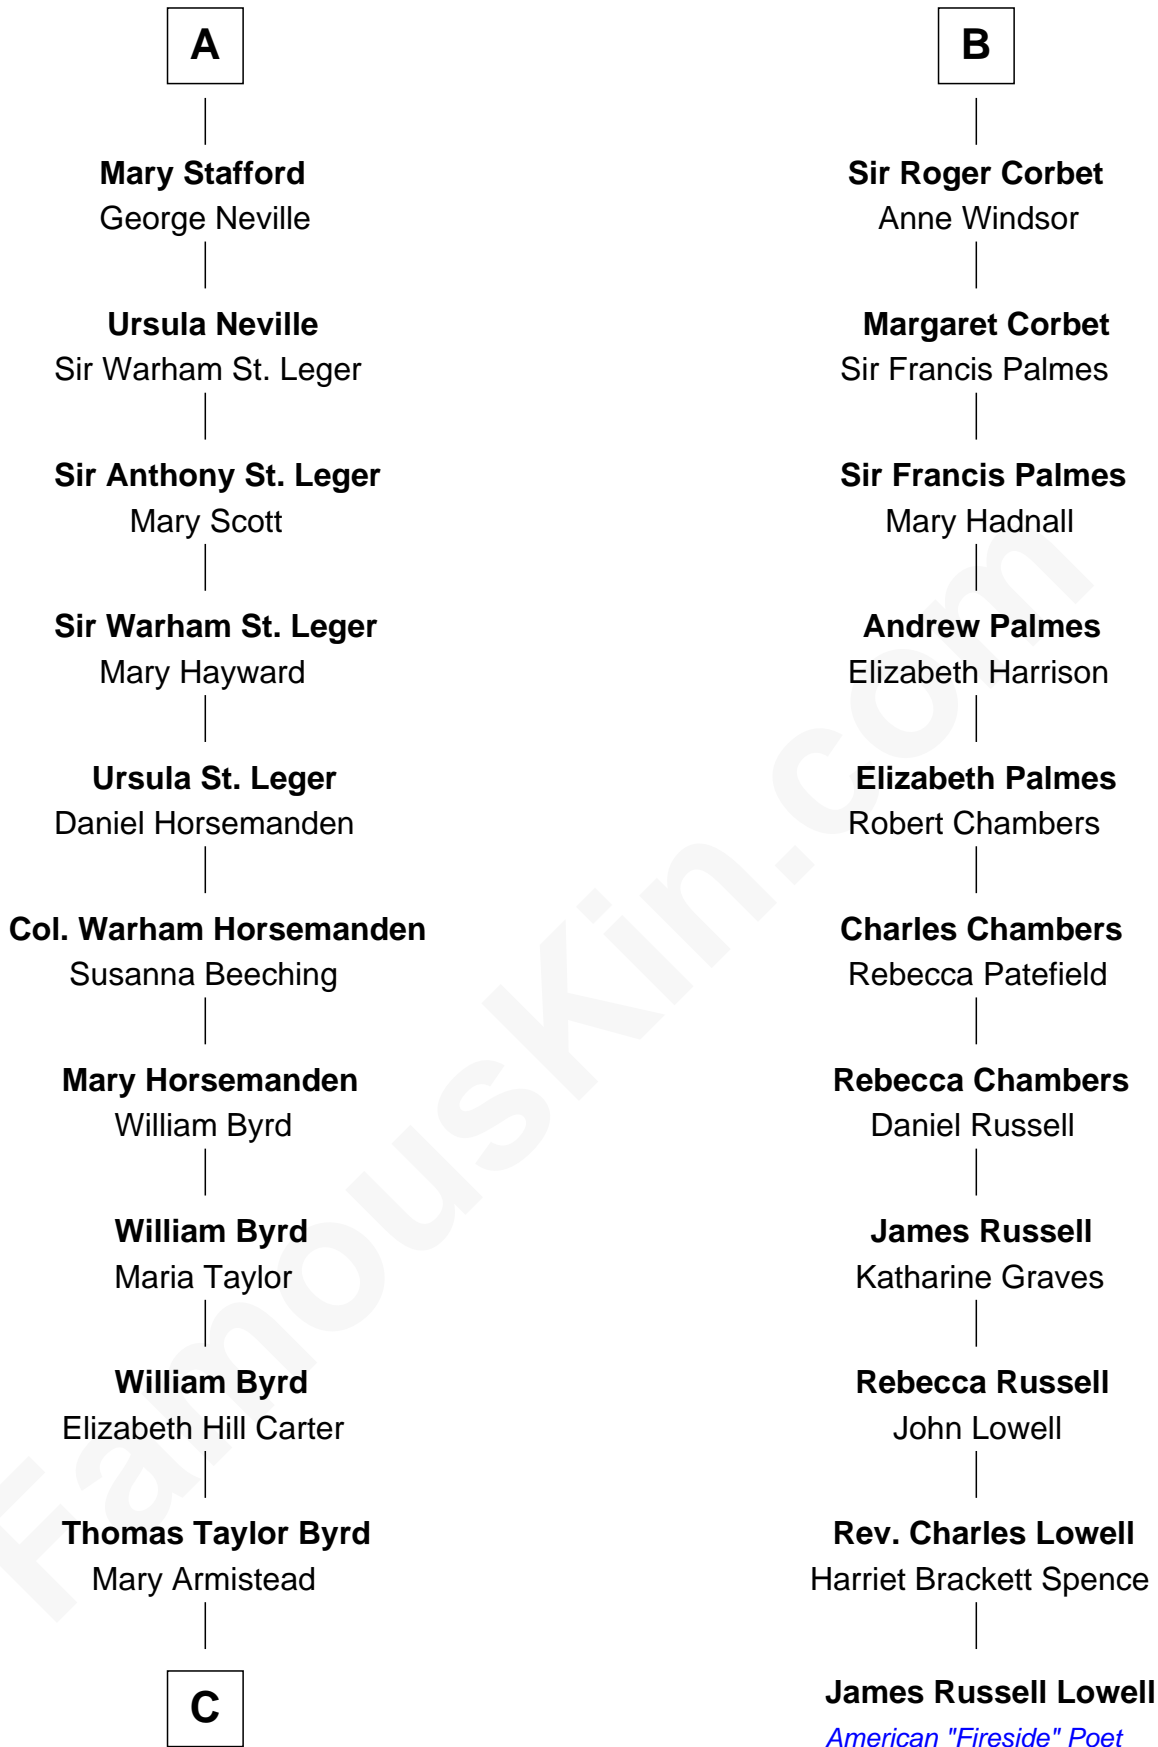 A
Mary Stafford
George Neville
Ursula Neville
Sir Warham St. Leger
Sir Anthony St. Leger
Mary Scott
Sir Warham St. Leger
Mary Hayward
Ursula St. Leger
Daniel Horsemanden
Col. Warham Horsemanden
Susanna Beeching
Mary Horsemanden
William Byrd
William Byrd
Maria Taylor
William Byrd
Elizabeth Hill Carter
Thomas Taylor Byrd
Mary Armistead
C
B
Sir Roger Corbet
Anne Windsor
Margaret Corbet
Sir Francis Palmes
Sir Francis Palmes
Mary Hadnall
Andrew Palmes
Elizabeth Harrison
Elizabeth Palmes
Robert Chambers
Charles Chambers
Rebecca Patefield
Rebecca Chambers
Daniel Russell
James Russell
Katharine Graves
Rebecca Russell
John Lowell
Rev. Charles Lowell
Harriet Brackett Spence
James Russell Lowell
American "Fireside" Poet
FamousKin.com